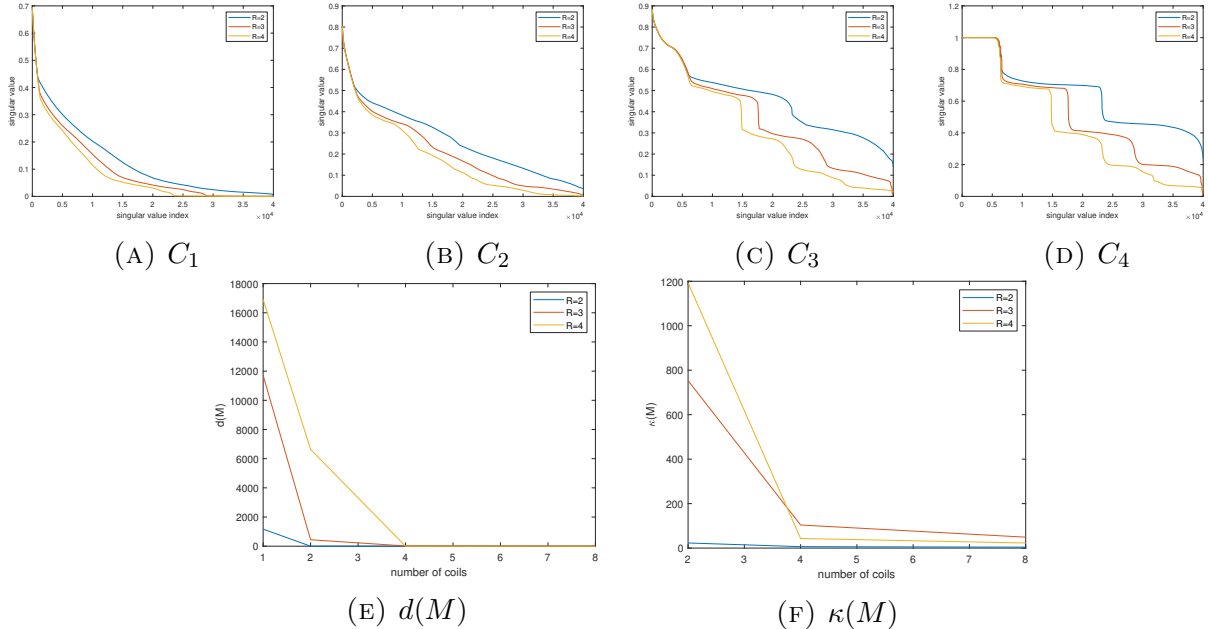 0.7
0.6
0.5
0.4
0.3
0.2
0.1
0
singular value
0 0.5 1 1.5 2 2.5 3 3.5 4
×10⁴
singular value index
R=2
R=3
R=4
(A) C₁
0.9
0.8
0.7
0.6
0.5
0.4
0.3
0.2
0.1
0
singular value
0 0.5 1 1.5 2 2.5 3 3.5 4
×10⁴
singular value index
R=2
R=3
R=4
(B) C₂
0.9
0.8
0.7
0.6
0.5
0.4
0.3
0.2
0.1
0
singular value
0 0.5 1 1.5 2 2.5 3 3.5 4
×10⁴
singular value index
R=2
R=3
R=4
(C) C₃
1.2
1
0.8
0.6
0.4
0.2
0
singular value
0 0.5 1 1.5 2 2.5 3 3.5 4
×10⁴
singular value index
R=2
R=3
R=4
(D) C₄
18000
16000
14000
12000
10000
8000
6000
4000
2000
0
d(M)
1 2 3 4 5 6 7 8
number of coils
R=2
R=3
R=4
(E) d(M)
1200
1000
800
600
400
200
0
κ(M)
2 3 4 5 6 7 8
number of coils
R=2
R=3
R=4
(F) κ(M)